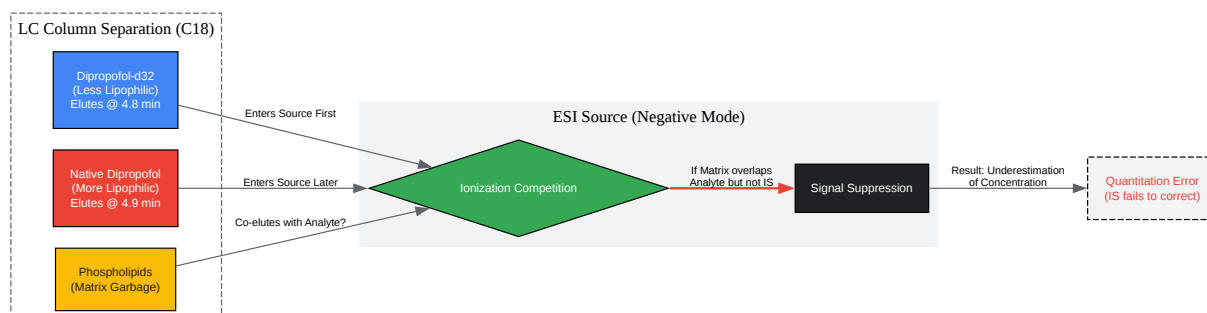 LC Column Separation (C18)
Dipropofol-d32
(Less Lipophilic)
Elutes @ 4.8 min
Enters Source First
Native Dipropofol
(More Lipophilic)
Elutes @ 4.9 min
Enters Source Later
Phospholipids
(Matrix Garbage)
Co-elutes with Analyte?
ESI Source (Negative Mode)
Ionization Competition
If Matrix overlaps
Analyte but not IS
Signal Suppression
Result: Underestimation
of Concentration
Quantitation Error
(IS fails to correct)